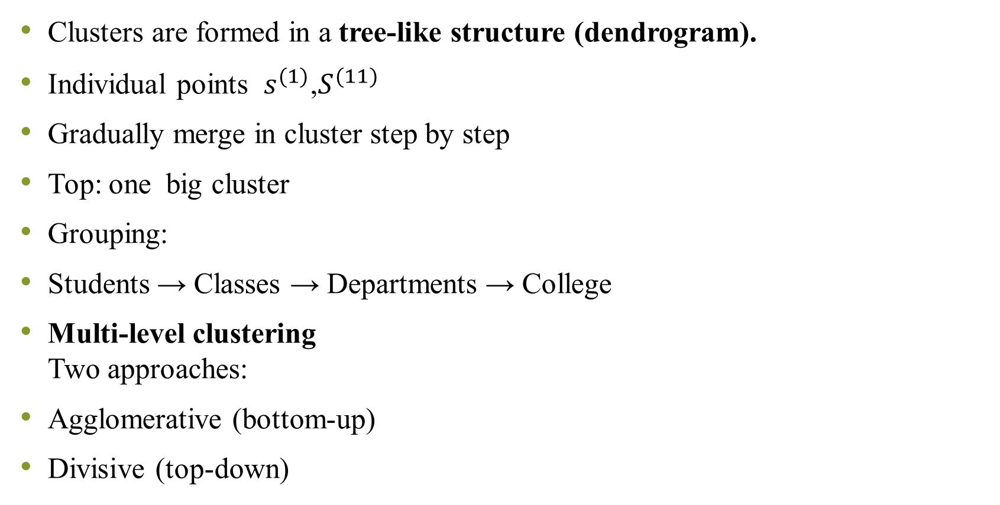 • Clusters are formed in a tree-like structure (dendrogram).
• Individual points s⁽¹⁾,S⁽¹¹⁾
• Gradually merge in cluster step by step
• Top: one big cluster
• Grouping:
• Students → Classes → Departments → College
• Multi-level clustering
Two approaches:
• Agglomerative (bottom-up)
• Divisive (top-down)